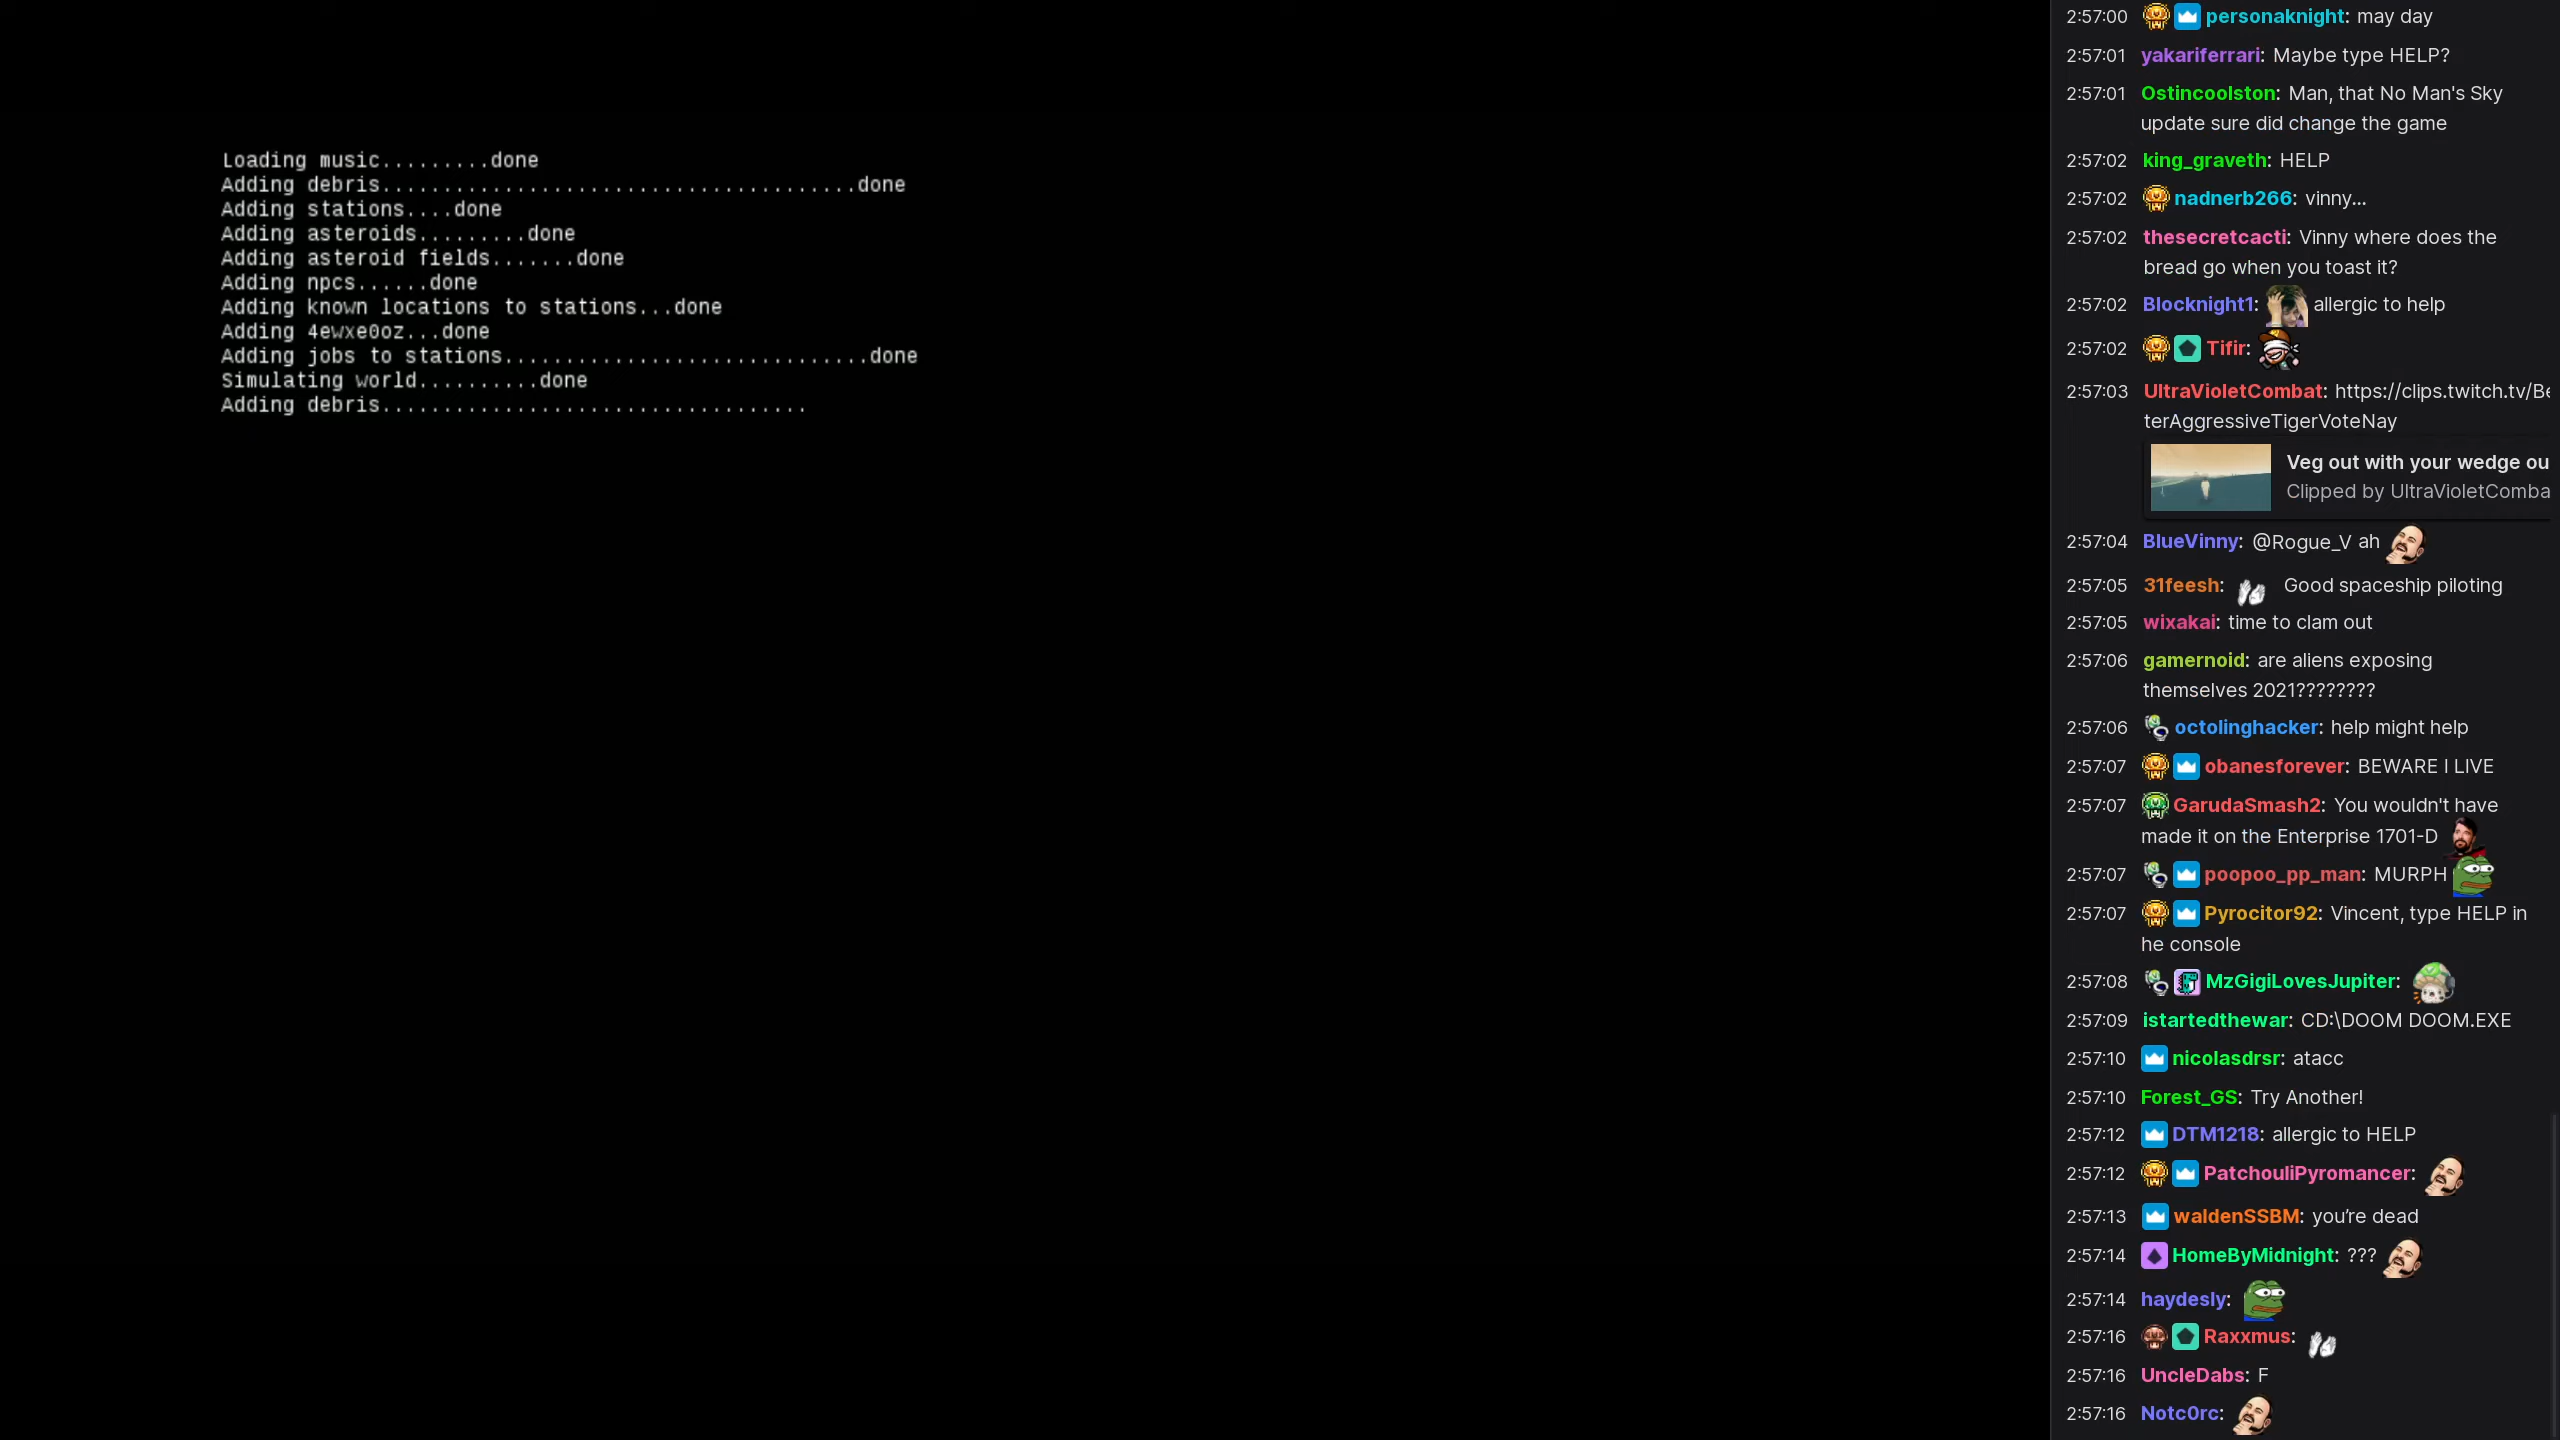 Loading music.........done
Adding debris.......................................done
Adding stations....done
Adding asteroids.........done
Adding asteroid fields.......done
Adding npcs......done
Adding known locations to stations...done
Adding 4ewxe0oz...done
Adding jobs to stations..............................done
Simulating world..........done
Adding debris...................................
2:57:00 personaknight: may day
2:57:01 yakariferrari: Maybe type HELP?
2:57:01 Ostincoolston: Man, that No Man's Sky
update sure did change the game
2:57:02 king_graveth: HELP
2:57:02 nadnerb266: vinny...
2:57:02 thesecretcacti: Vinny where does the
bread go when you toast it?
2:57:02 Blocknight1: allergic to help
2:57:02 Tifir:
2:57:03 UltraVioletCombat: https://clips.twitch.tv/Be
terAggressiveTigerVoteNay
Veg out with your wedge ou
Clipped by UltraVioletComba
2:57:04 BlueVinny: @Rogue_V ah
2:57:05 31feesh: Good spaceship piloting
2:57:05 wixakai: time to clam out
2:57:06 gamernoid: are aliens exposing
themselves 2021????????
2:57:06 octolinghacker: help might help
2:57:07 obanesforever: BEWARE I LIVE
2:57:07 GarudaSmash2: You wouldn't have
made it on the Enterprise 1701-D
2:57:07 poopoo_pp_man: MURPH
2:57:07 Pyrocitor92: Vincent, type HELP in
he console
2:57:08 MzGigiLovesJupiter:
2:57:09 istartedthewar: CD:\DOOM DOOM.EXE
2:57:10 nicolasdrsr: atacc
2:57:10 Forest_GS: Try Another!
2:57:12 DTM1218: allergic to HELP
2:57:12 PatchouliPyromancer:
2:57:13 waldenSSBM: you're dead
2:57:14 HomeByMidnight: ???
2:57:14 haydesly:
2:57:16 Raxxmus:
2:57:16 UncleDabs: F
2:57:16 Notc0rc: